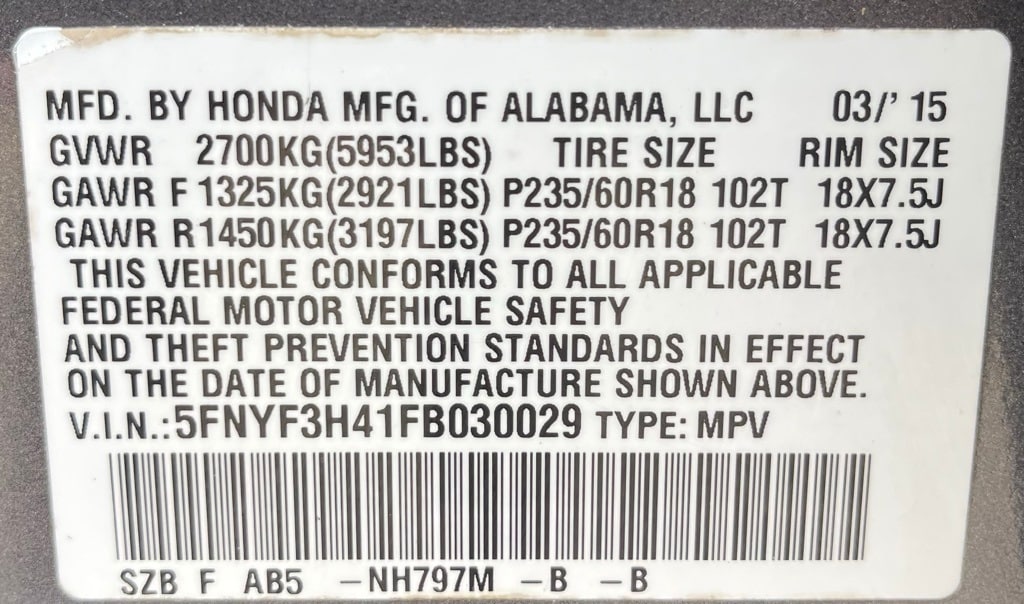 MFD. BY HONDA MFG. OF ALABAMA, LLC 03/' 15
GVWR 2700KG(5953LBS) TIRE SIZE RIM SIZE
GAWR F 1325KG(2921LBS) P235/60R18 102T 18X7.5J
GAWR R1450KG(3197LBS) P235/60R18 102T 18X7.5J
THIS VEHICLE CONFORMS TO ALL APPLICABLE
FEDERAL MOTOR VEHICLE SAFETY
AND THEFT PREVENTION STANDARDS IN EFFECT
ON THE DATE OF MANUFACTURE SHOWN ABOVE.
V.I.N.:5FNYF3H41FB030029 TYPE: MPV
SZB F AB5 -NH797M -B -B